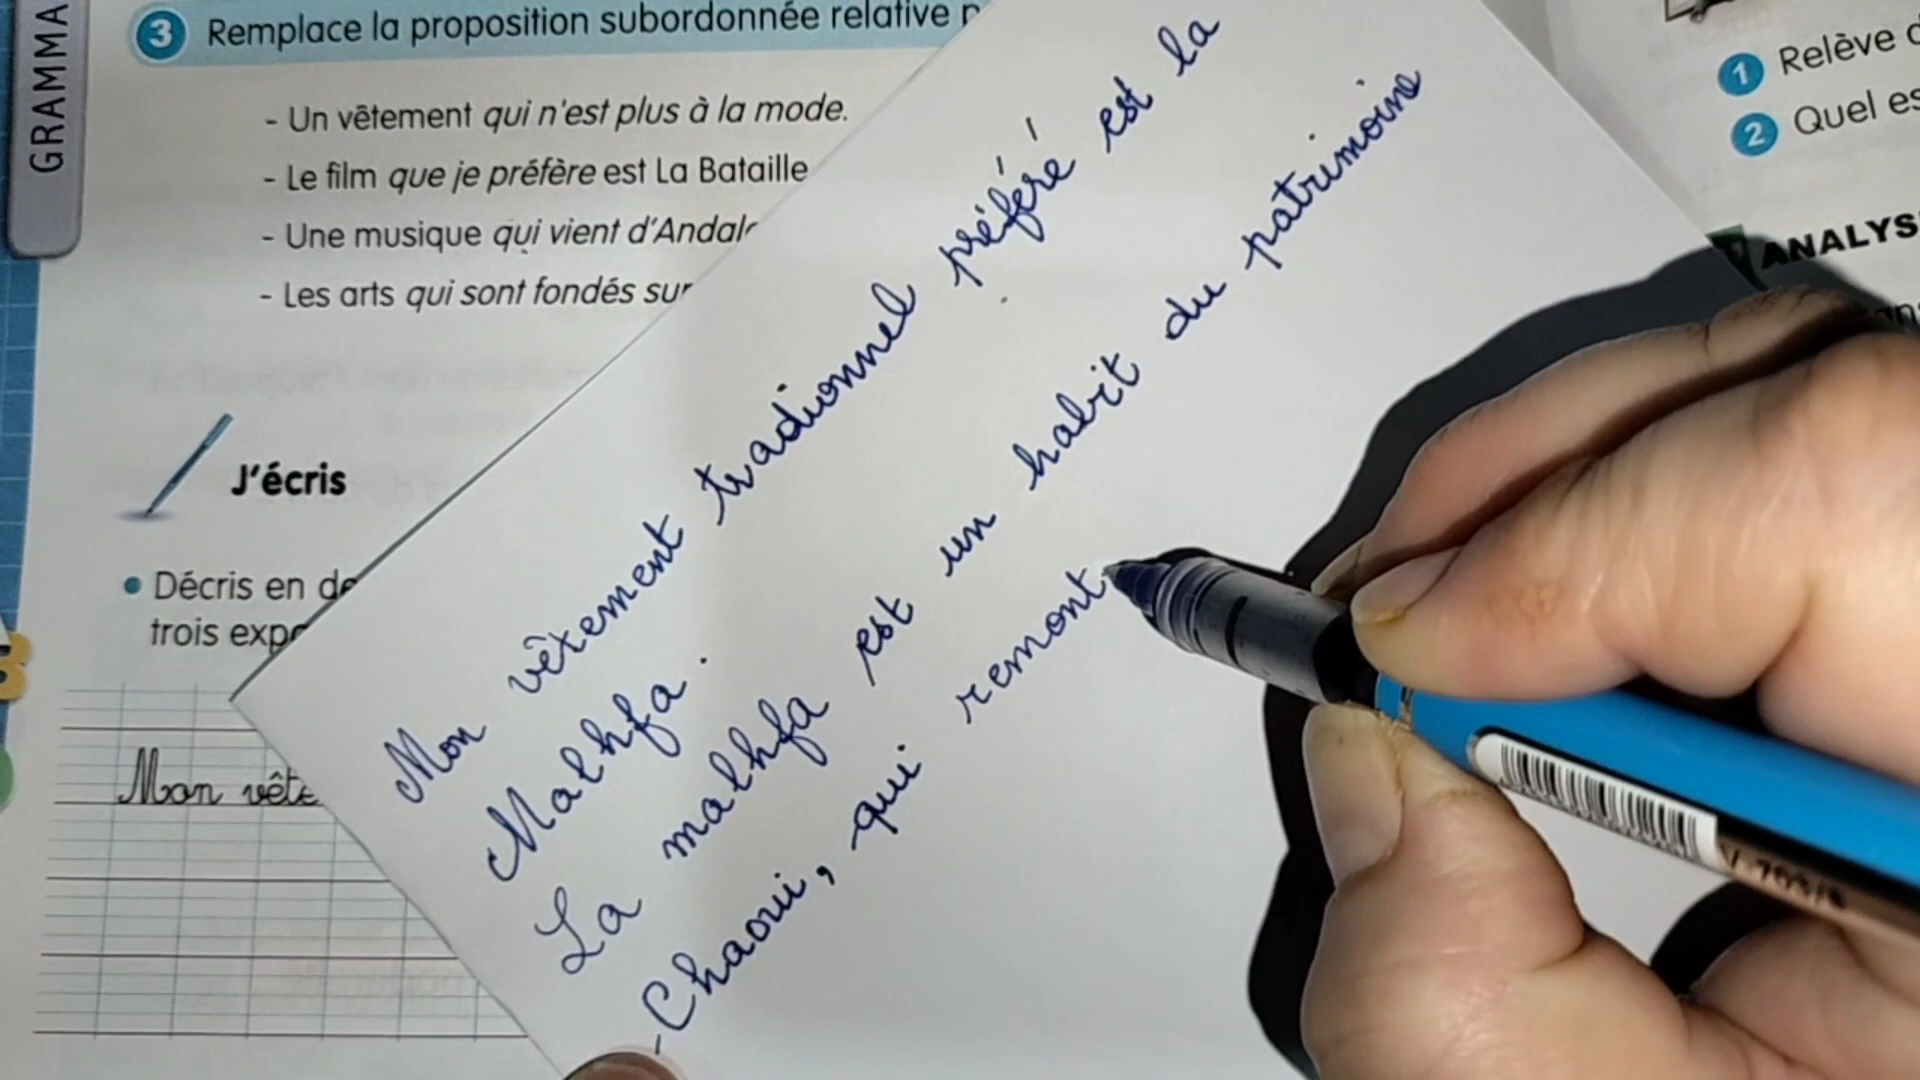 GRAMMA
3 Remplace la proposition subordonnée relative
- Un vêtement qui n'est plus à la mode.
- Le film que je préfère est La Bataille
- Une musique qui vient d'Andal
- Les arts qui sont fondés sur
J'écris
• Décris en de
trois exp
Mon vête
Mon vêtement tradionnel préféré est la
Malhfa.
La malhfa est un habit du patrimoine
Chaoui, qui remont
1 Relève
2 Quel es
ANALYS